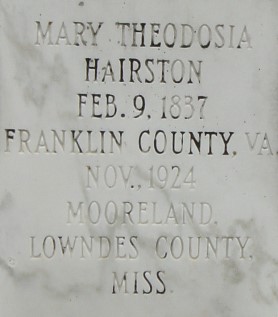 MARY THEODOSIA
HAIRSTON
FEB. 9, 1837
FRANKLIN COUNTY, VA.
NOV., 1924
MOORELAND,
LOWNDES COUNTY,
MISS.